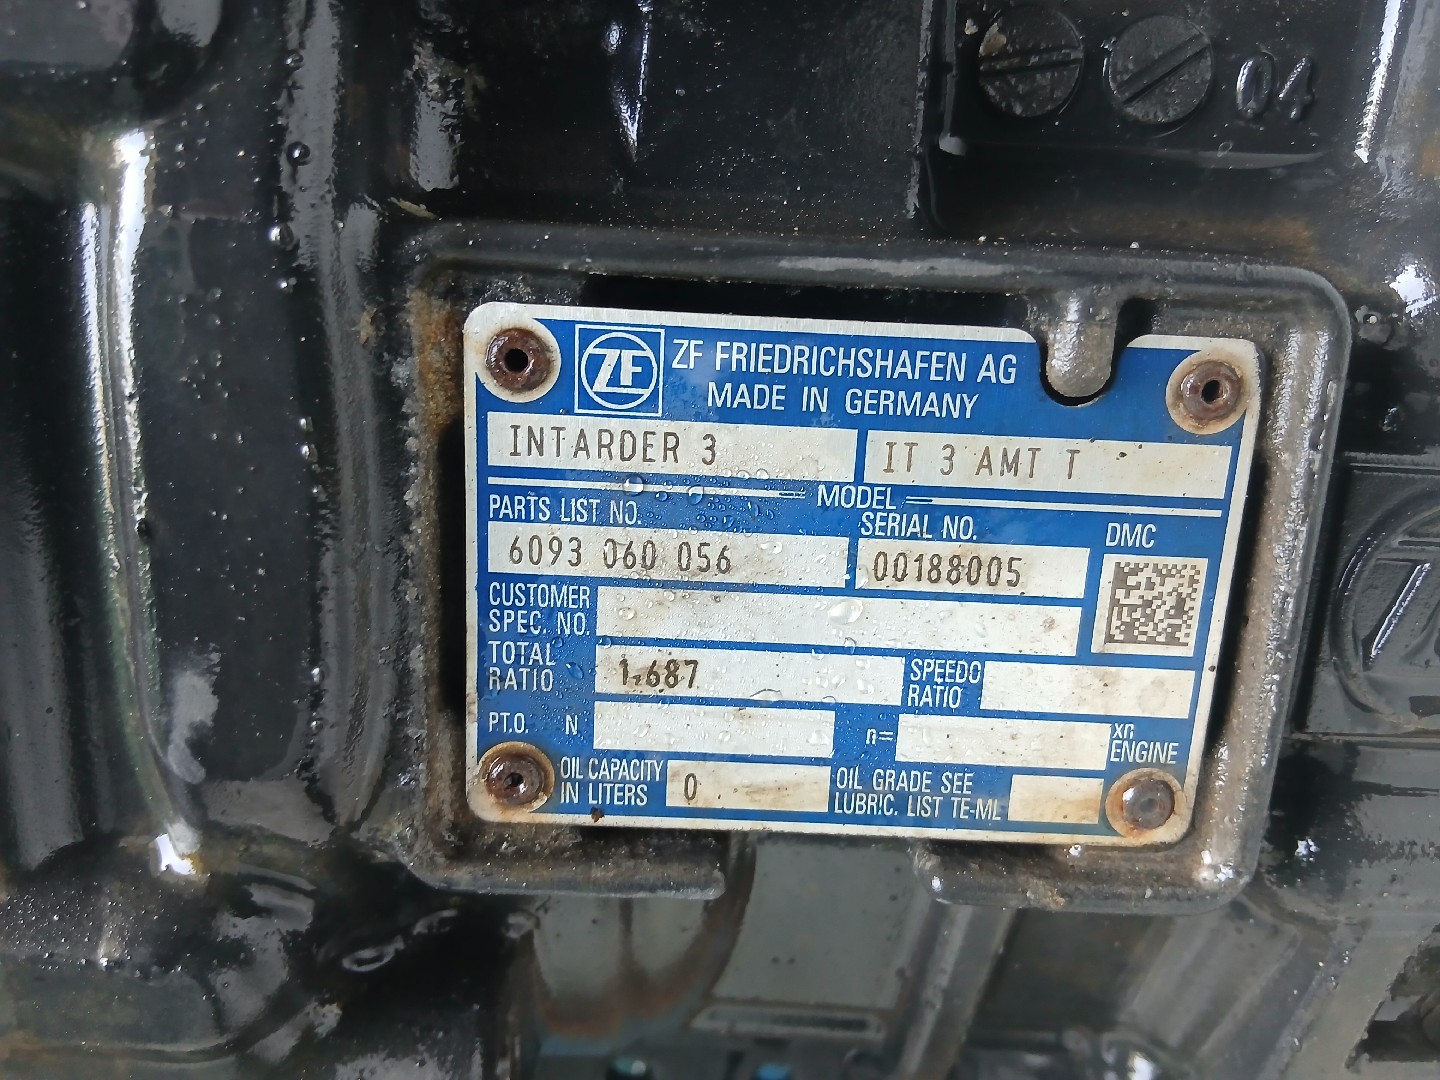 04
ZF
ZF FRIEDRICHSHAFEN AG
MADE IN GERMANY
INTARDER 3
IT 3 AMT T
MODEL
PARTS LIST NO.
SERIAL NO.
DMC
6093 060 056
00188005
CUSTOMER
SPEC. NO.
TOTAL
RATIO
1.687
SPEEDO
RATIO
P.T.O. N
n=
xn
ENGINE
OIL CAPACITY
IN LITERS
0
OIL GRADE SEE
LUBRIC. LIST TE-ML